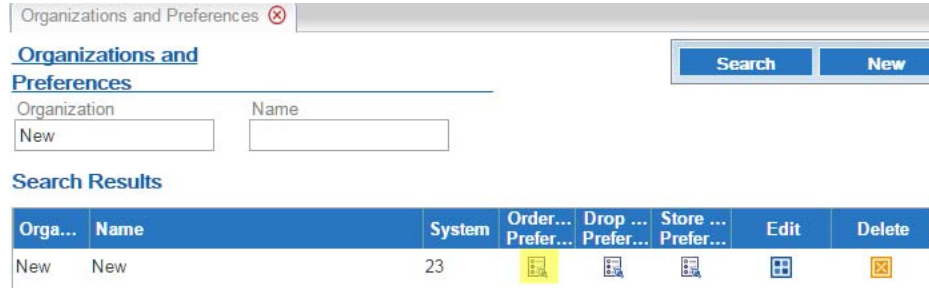 Organizations and Preferences
Organizations and
Preferences
Search New
Organization Name
New
Search Results
Orga... Name System Order... Prefer... Drop ... Prefer... Store ... Prefer... Edit Delete
New New 23